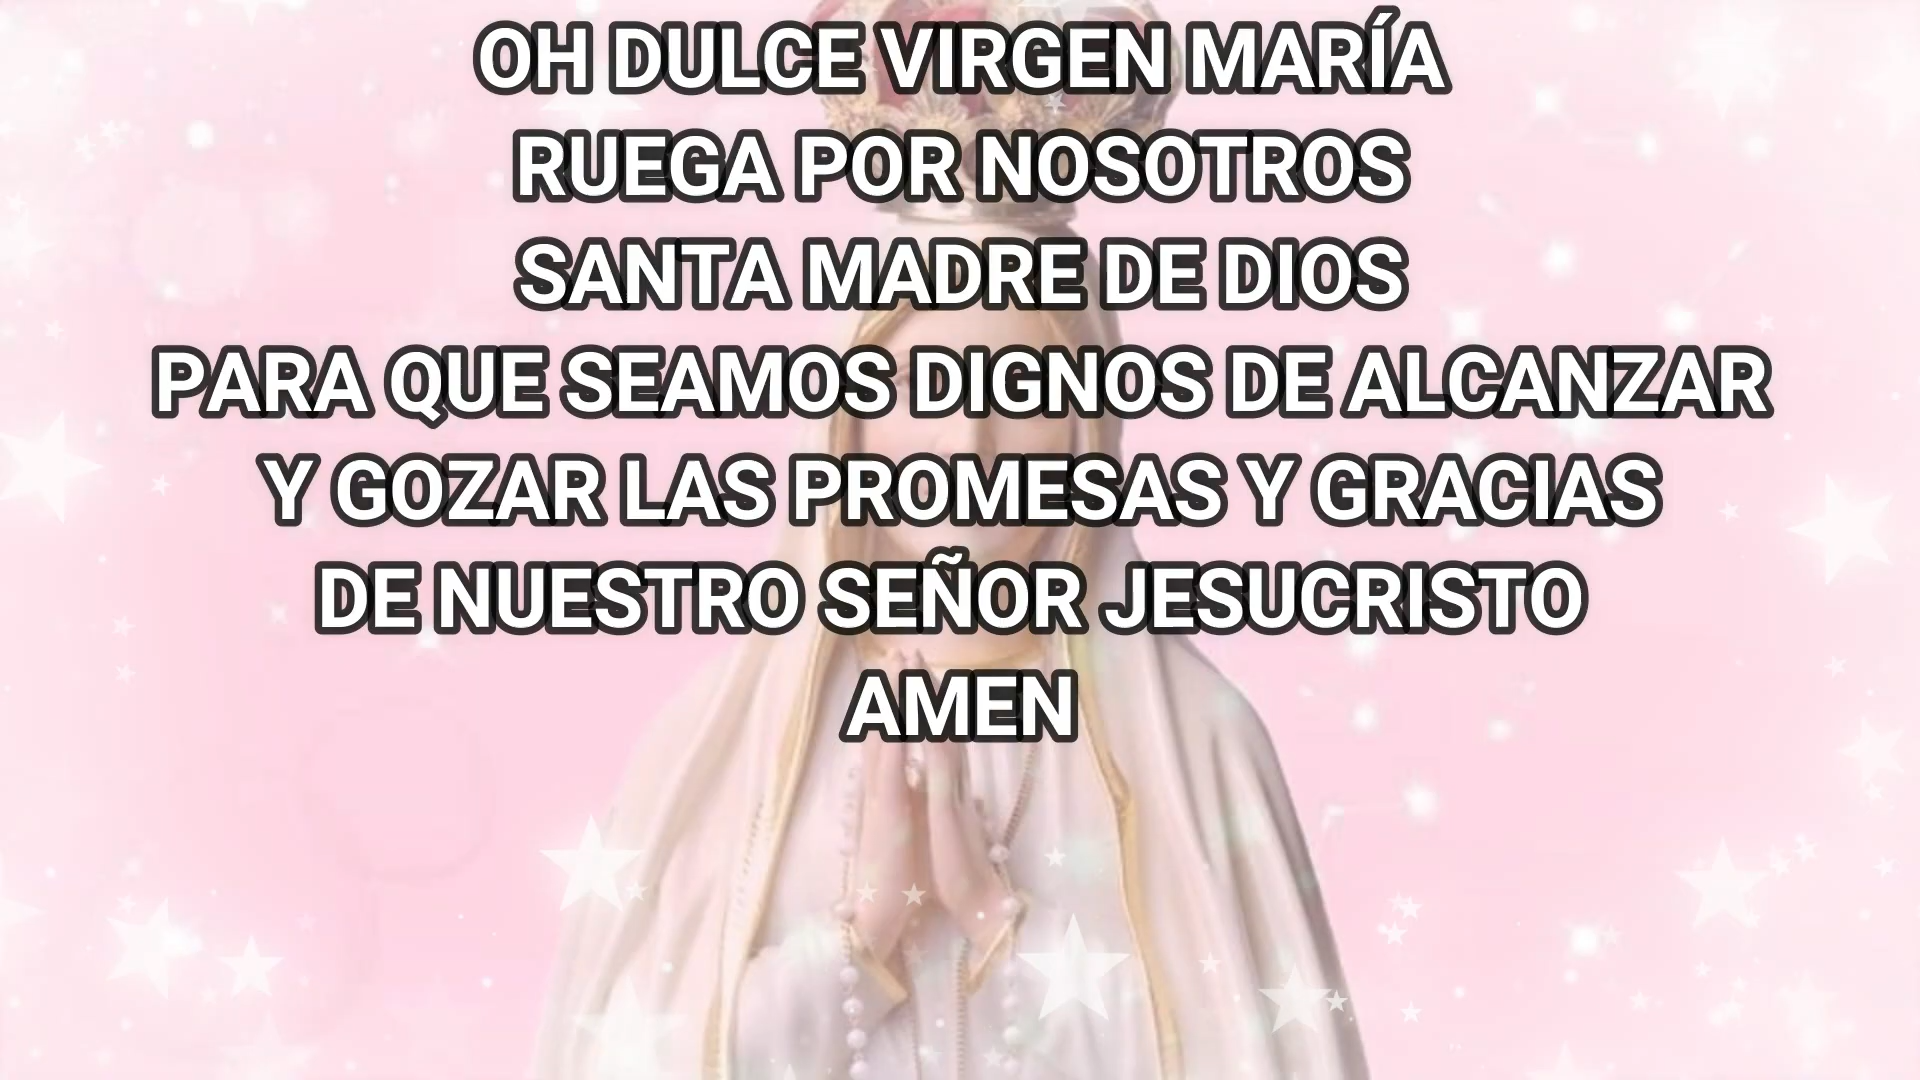 OH DULCE VIRGEN MARÍA
RUEGA POR NOSOTROS
SANTA MADRE DE DIOS
PARA QUE SEAMOS DIGNOS DE ALCANZAR
Y GOZAR LAS PROMESAS Y GRACIAS
DE NUESTRO SEÑOR JESUCRISTO
AMEN